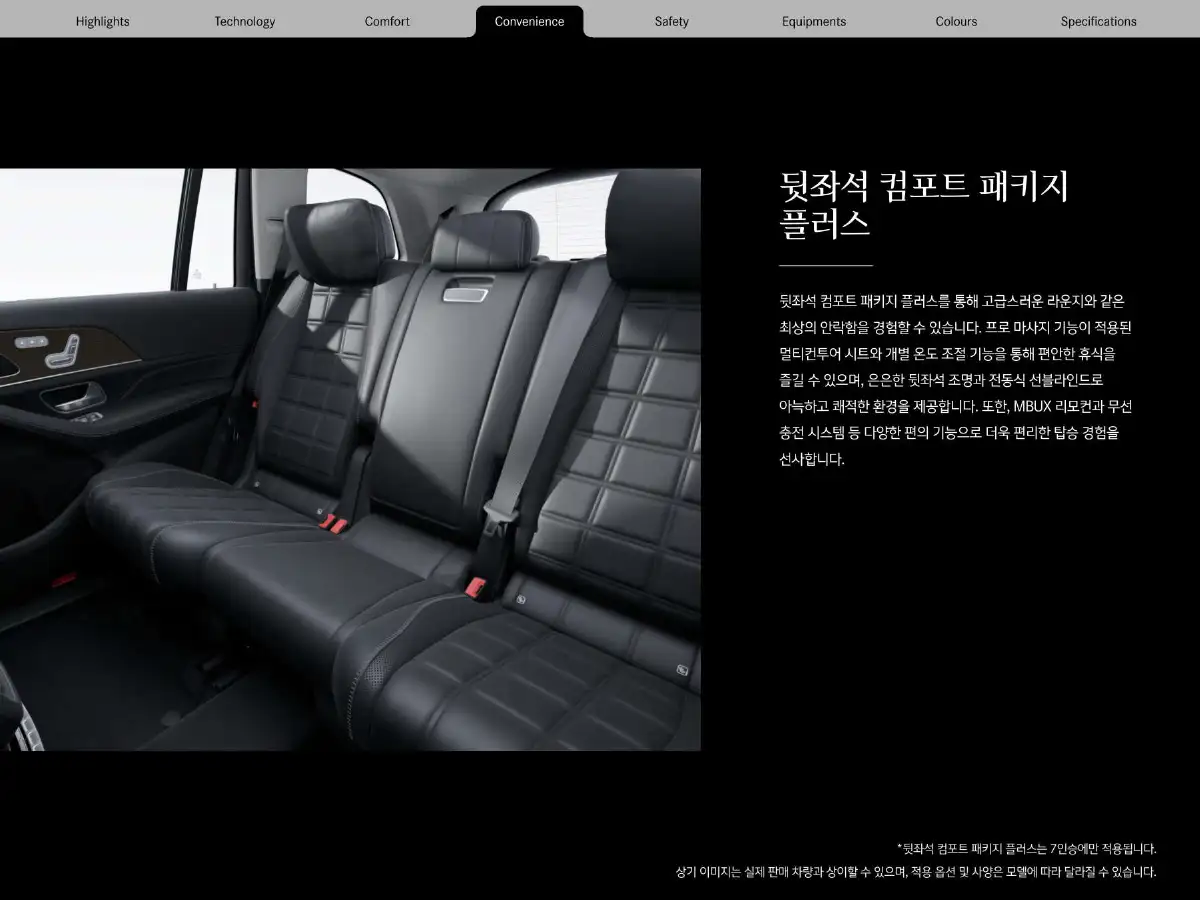 Highlights
Technology
Comfort
Convenience
Safety
Equipments
Colours
Specifications
뒷좌석 컴포트 패키지
플러스
뒷좌석 컴포트 패키지 플러스를 통해 고급스러운 라운지와 같은
최상의 안락함을 경험할 수 있습니다. 프로 마사지 기능이 적용된
멀티컨투어 시트와 개별 온도 조절 기능을 통해 편안한 휴식을
즐길 수 있으며, 은은한 뒷좌석 조명과 전동식 선블라인드로
아늑하고 쾌적한 환경을 제공합니다. 또한, MBUX 리모컨과 무선
충전 시스템 등 다양한 편의 기능으로 더욱 편리한 탑승 경험을
선사합니다.
*뒷좌석 컴포트 패키지 플러스는 7인승에만 적용됩니다.
상기 이미지는 실제 판매 차량과 상이할 수 있으며, 적용 옵션 및 사양은 모델에 따라 달라질 수 있습니다.